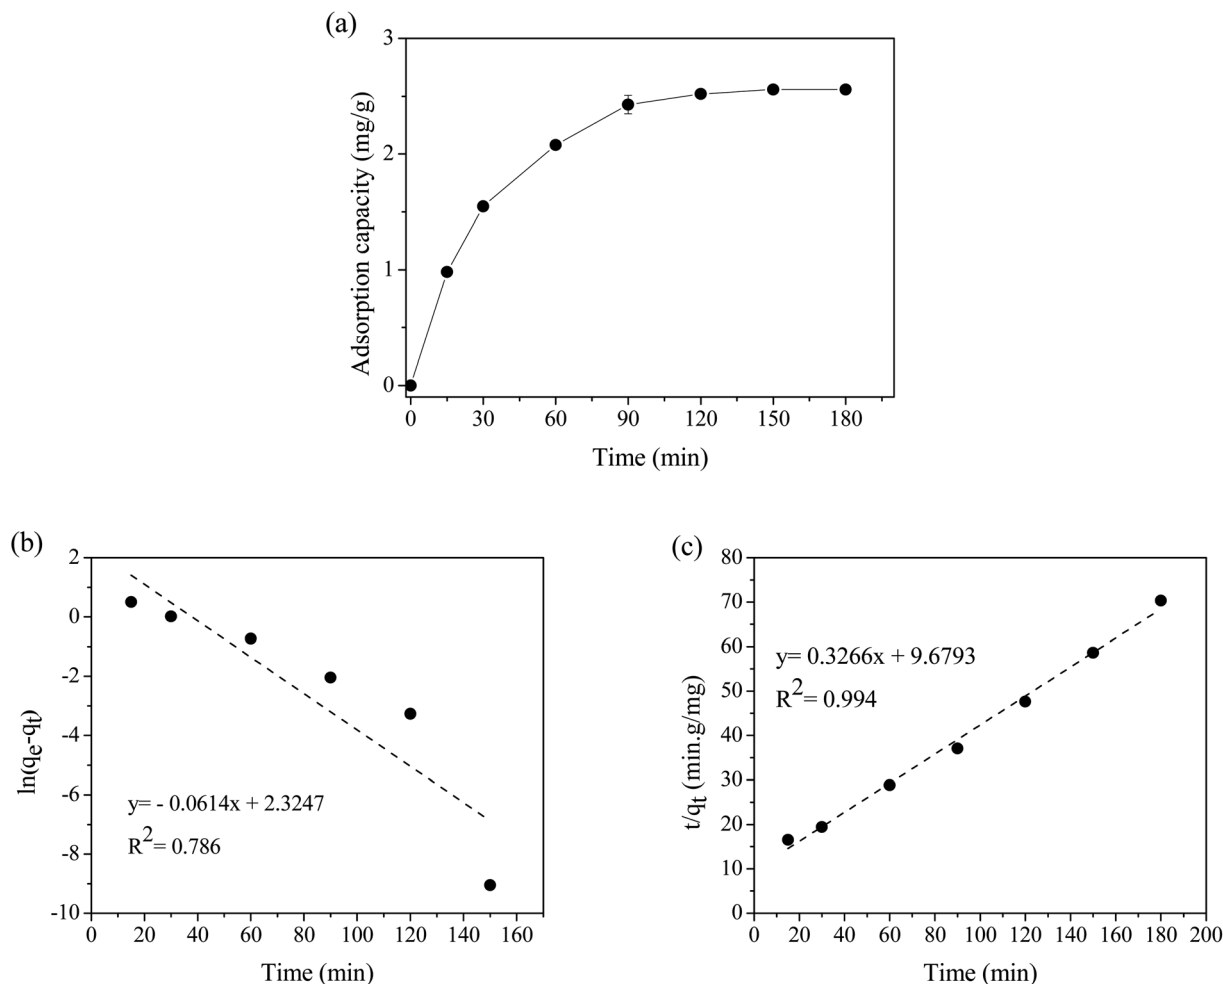 (a)
3
2
1
0
Adsorption capacity (mg/g)
0 30 60 90 120 150 180
Time (min)
(b)
2
0
-2
-4
-6
-8
-10
ln(qe-qt)
y= - 0.0614x + 2.3247
R2= 0.786
0 20 40 60 80 100 120 140 160
Time (min)
(c)
80
70
60
50
40
30
20
10
0
t/qt (min.g/mg)
y= 0.3266x + 9.6793
R2= 0.994
0 20 40 60 80 100 120 140 160 180 200
Time (min)